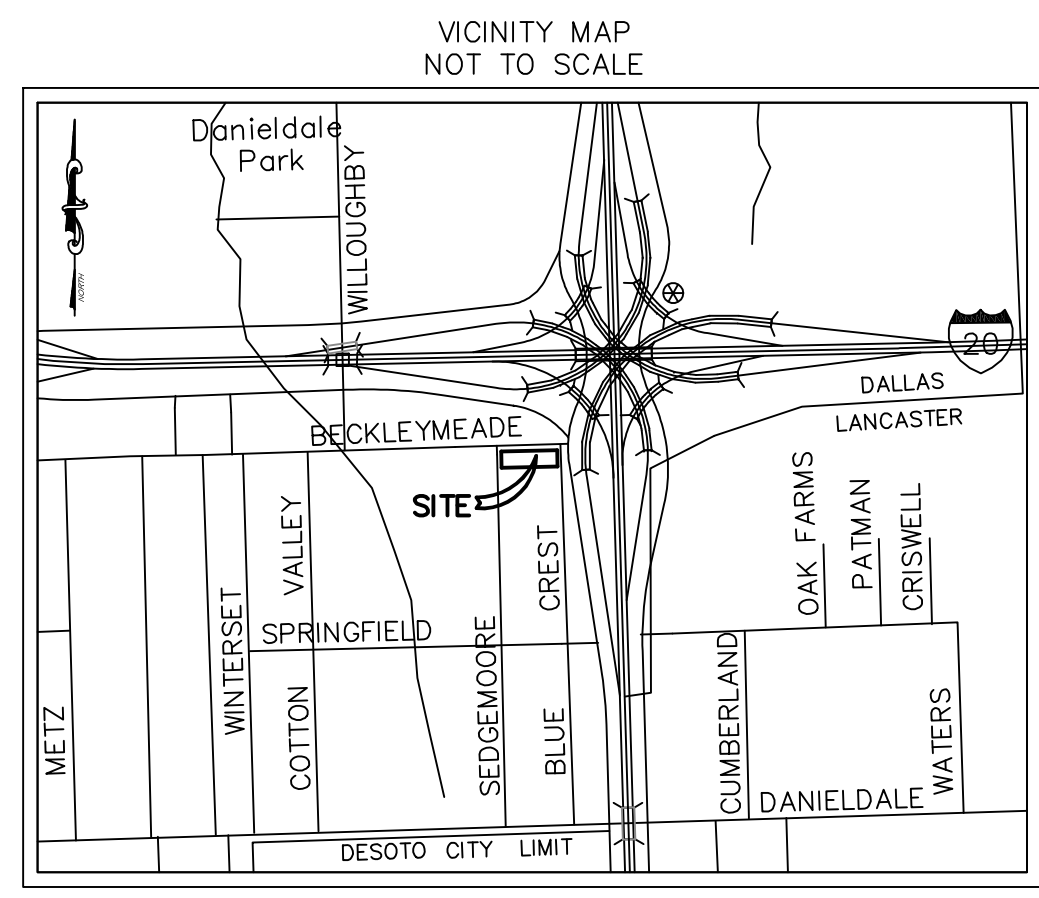 VICINITY MAP
NOT TO SCALE
Danieldale
Park
WILLOUGHBY
NORTH
20
DALLAS
LANCASTER
BECKLEYMEADE
SITE
VALLEY
CREST
OAK FARMS
PATMAN
CRISWELL
WINTERSET
SPRINGFIELD
SEDGEMOORE
CUMBERLAND
METZ
COTTON
BLUE
WATERS
DANIELDALE
DESOTO CITY LIMIT